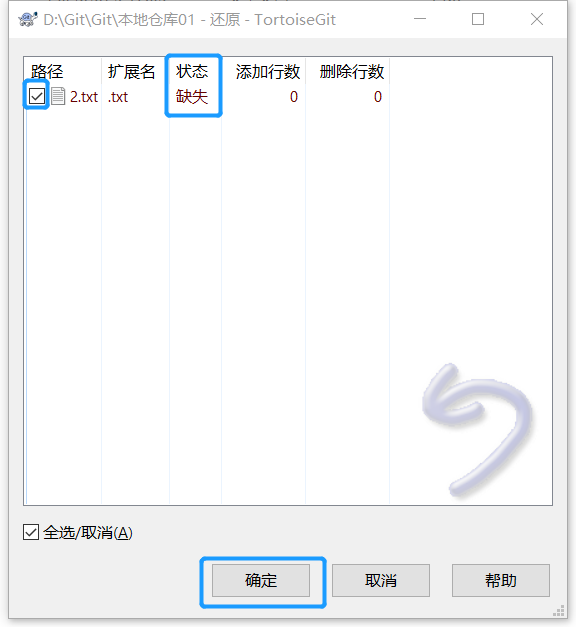 D:\Git\Git\本地仓库01 - 还原 - TortoiseGit
路径 扩展名 状态 添加行数 删除行数
2.txt .txt 缺失 0 0
全选/取消(A)
确定 取消 帮助